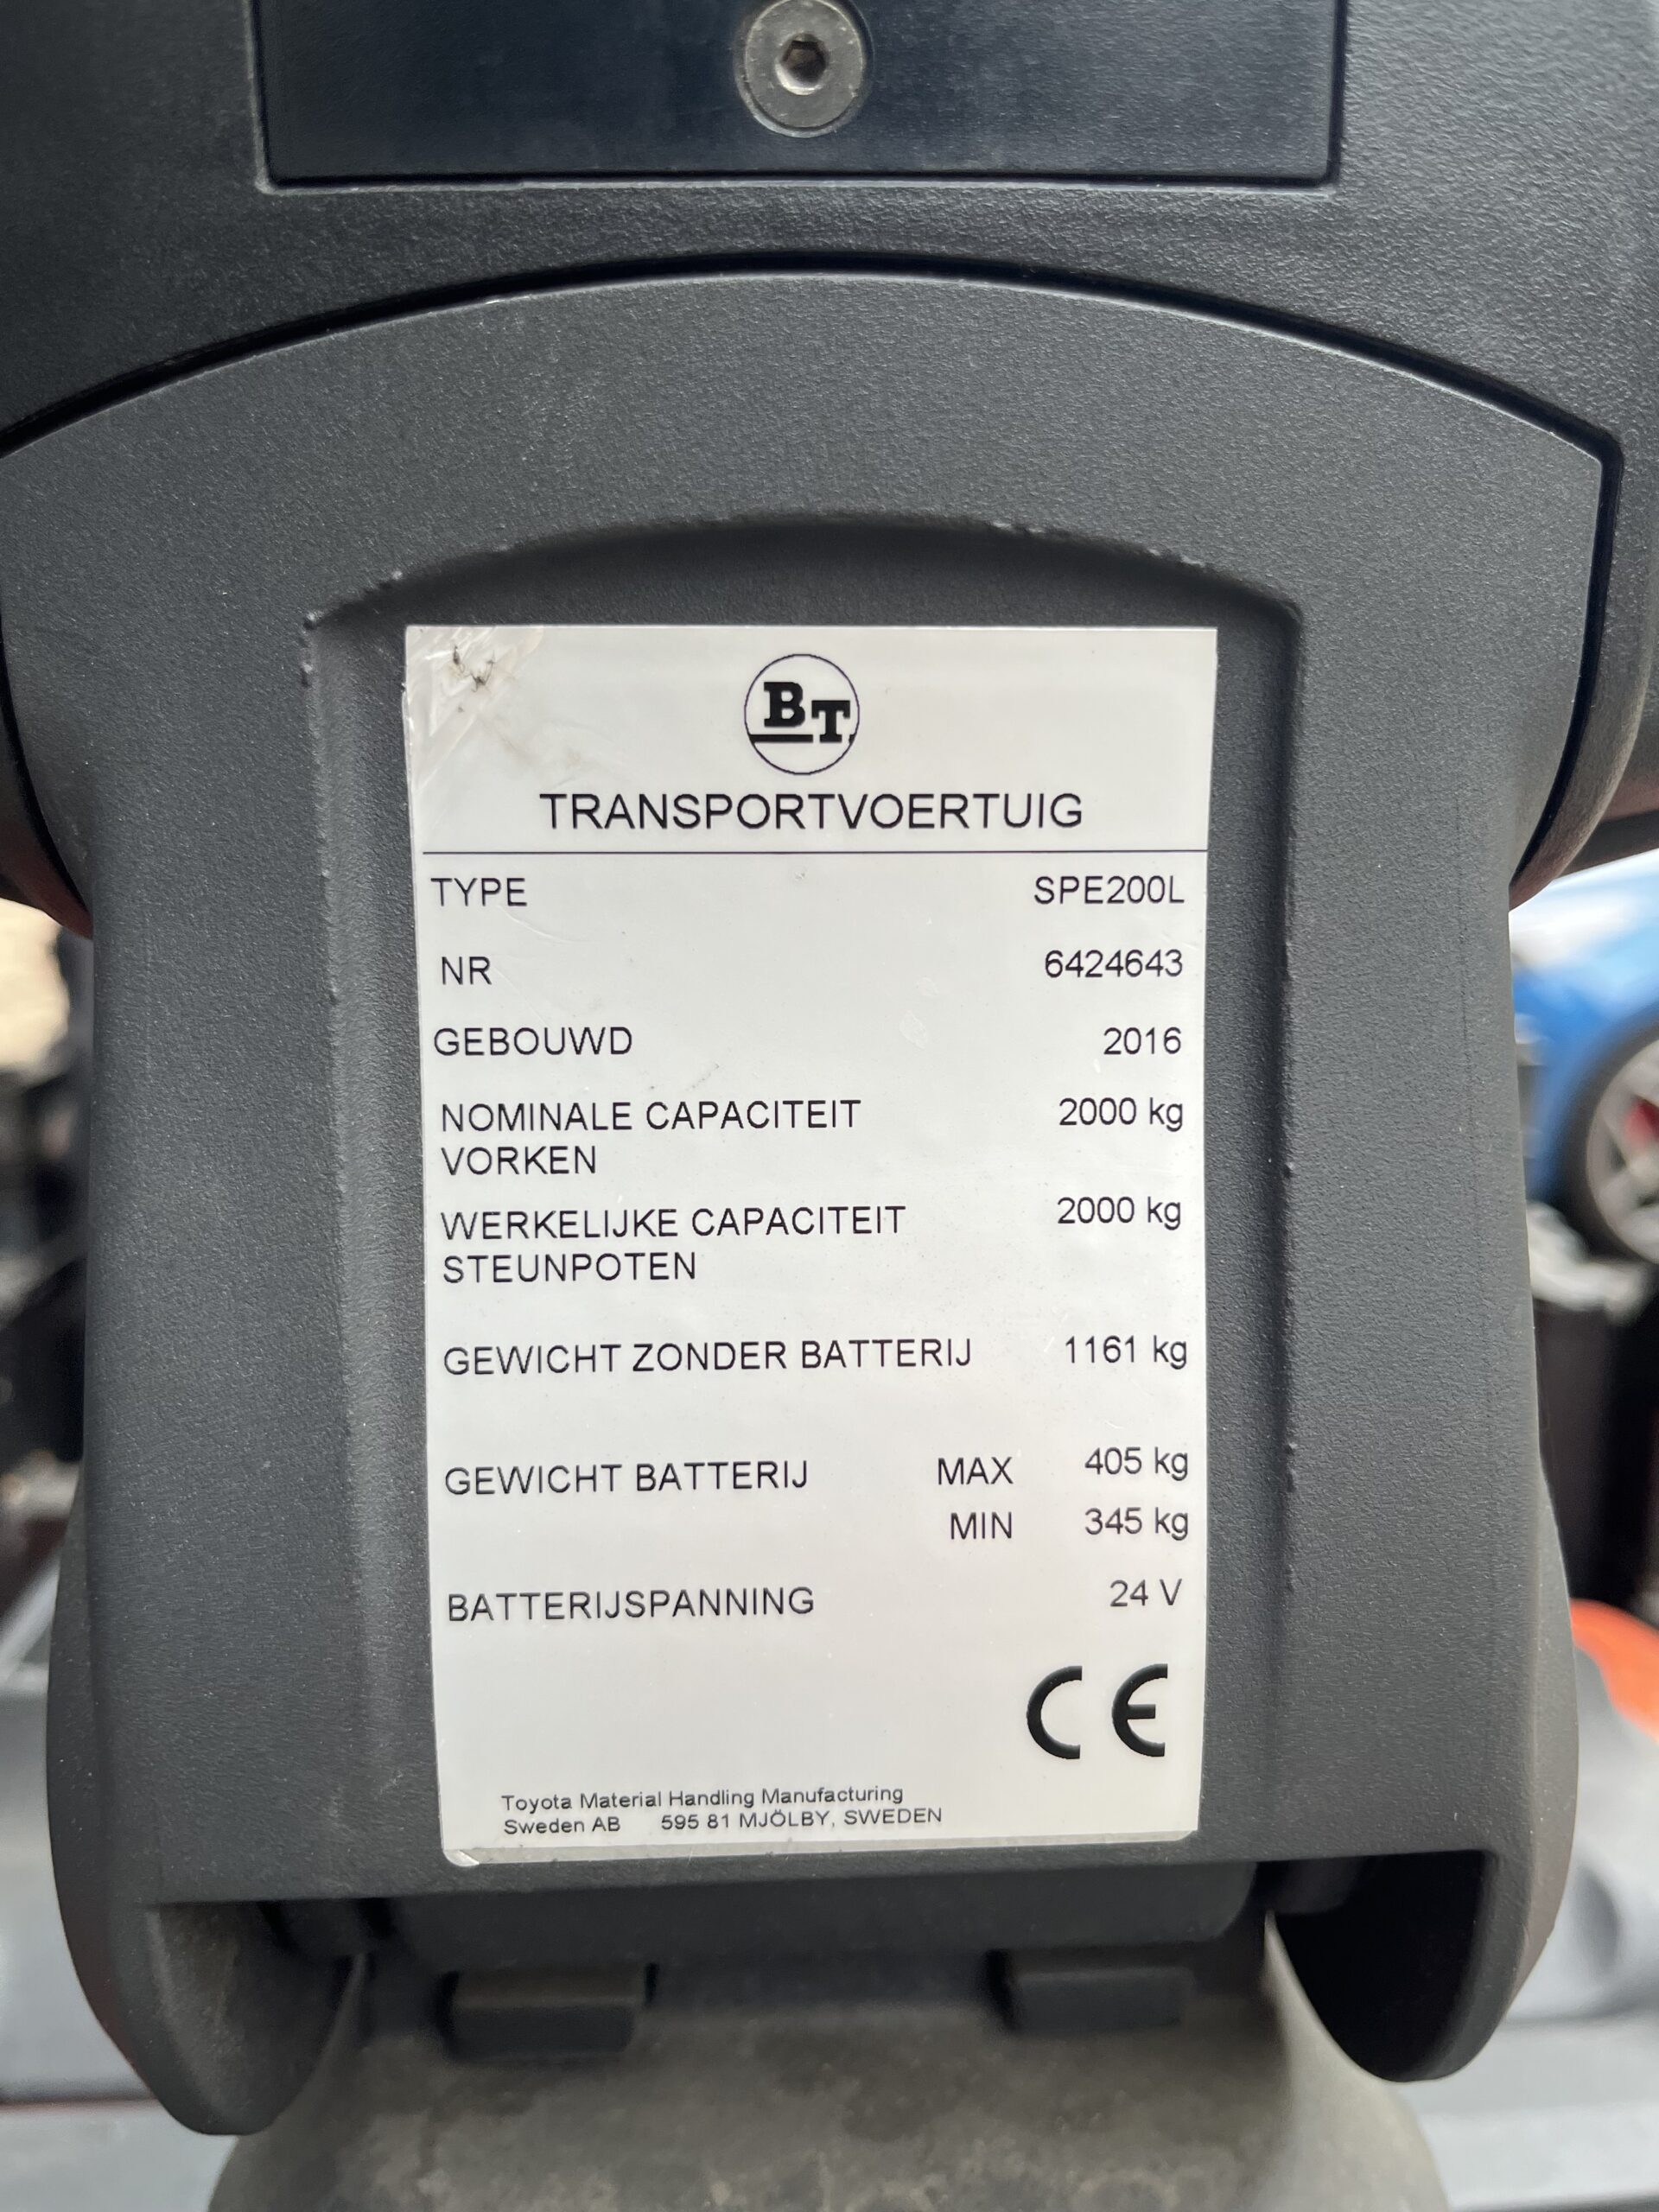 BT
TRANSPORTVOERTUIG
TYPE SPE200L
NR 6424643
GEBOUWD 2016
NOMINALE CAPACITEIT 2000 kg
VORKEN
WERKELIJKE CAPACITEIT 2000 kg
STEUNPOTEN
GEWICHT ZONDER BATTERIJ 1161 kg
GEWICHT BATTERIJ MAX 405 kg
MIN 345 kg
BATTERIJSPANNING 24 V
CE
Toyota Material Handling Manufacturing
Sweden AB 595 81 MJÖLBY, SWEDEN